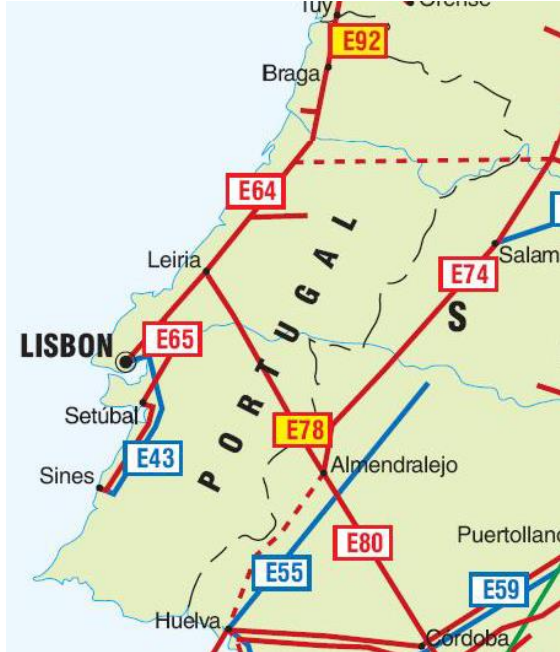 Tuy
Orense
E92
Braga
E64
PORTUGAL
Leiria
Salam
E74
S
LISBON
E65
Setúbal
E78
E43
Almendralejo
Sines
E80
Puertollano
E55
E59
Huelva
Córdoba